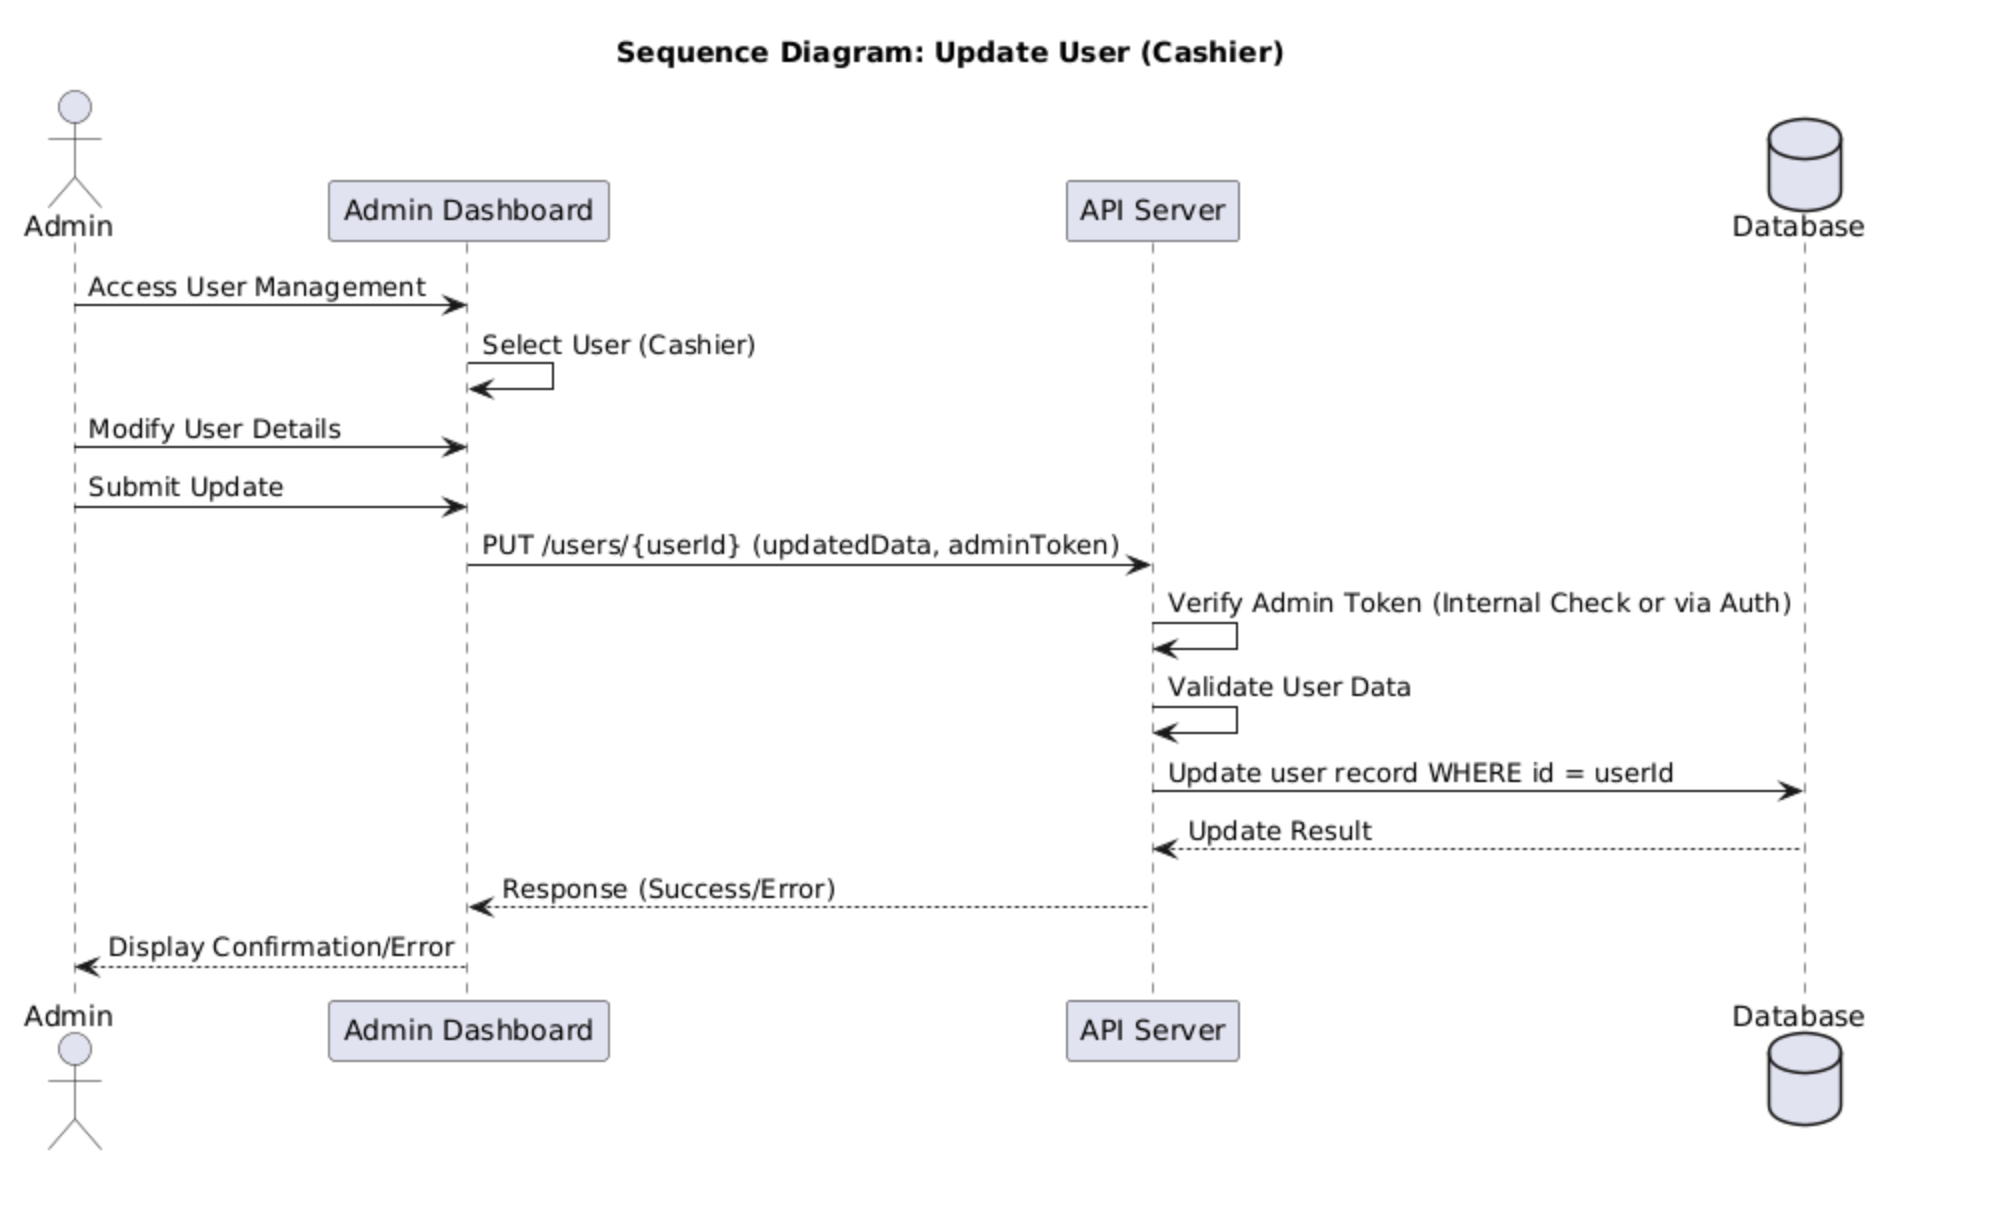 Sequence Diagram: Update User (Cashier)
Admin
Admin Dashboard
API Server
Database
Access User Management
Select User (Cashier)
Modify User Details
Submit Update
PUT /users/{userId} (updatedData, adminToken)
Verify Admin Token (Internal Check or via Auth)
Validate User Data
Update user record WHERE id = userId
Update Result
Response (Success/Error)
Display Confirmation/Error
Admin
Admin Dashboard
API Server
Database